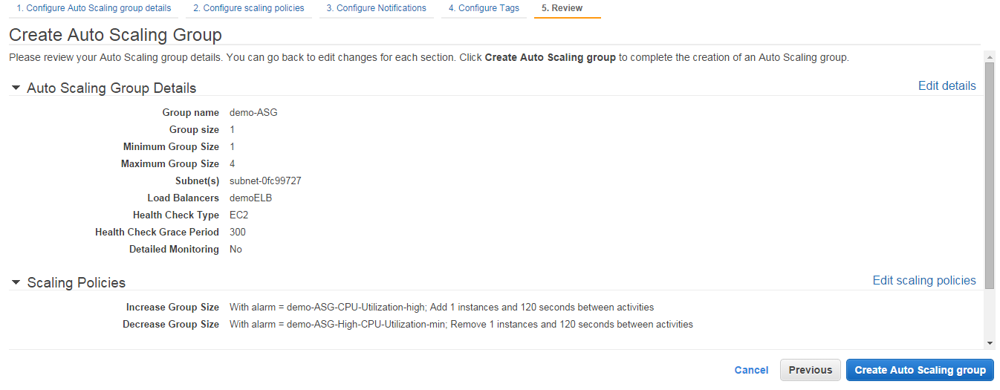 1. Configure Auto Scaling group details 2. Configure scaling policies 3. Configure Notifications 4. Configure Tags 5. Review
Create Auto Scaling Group
Please review your Auto Scaling group details. You can go back to edit changes for each section. Click Create Auto Scaling group to complete the creation of an Auto Scaling group.
Auto Scaling Group Details Edit details
Group name demo-ASG
Group size 1
Minimum Group Size 1
Maximum Group Size 4
Subnet(s) subnet-0fc99727
Load Balancers demoELB
Health Check Type EC2
Health Check Grace Period 300
Detailed Monitoring No
Scaling Policies Edit scaling policies
Increase Group Size With alarm = demo-ASG-CPU-Utilization-high; Add 1 instances and 120 seconds between activities
Decrease Group Size With alarm = demo-ASG-High-CPU-Utilization-min; Remove 1 instances and 120 seconds between activities
Cancel Previous Create Auto Scaling group